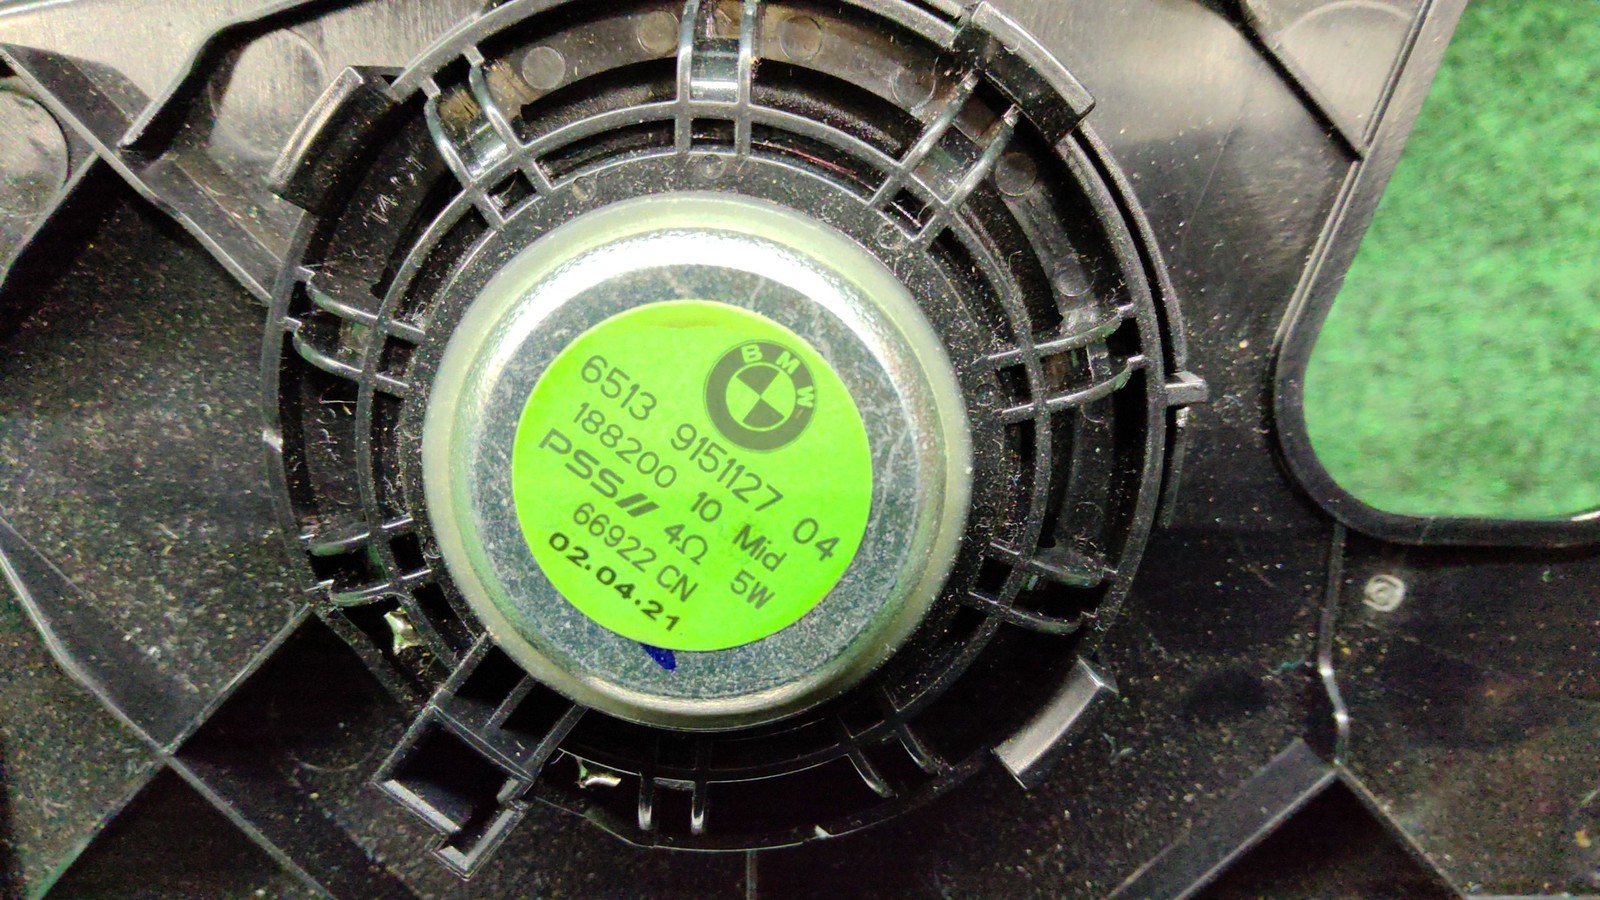 BMW
6513 9151127 04
188200 10 Mid
PSS// 4Ω 5W
66922 CN
02.04.21